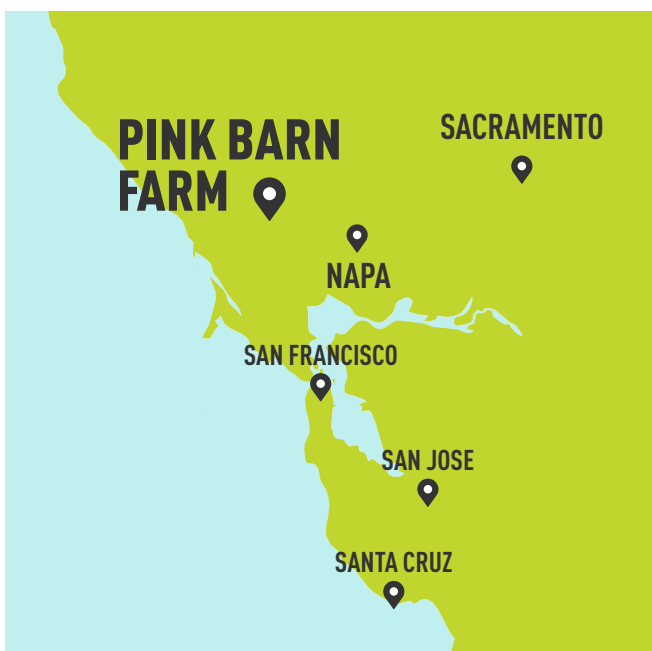 PINK BARN
FARM
SACRAMENTO
NAPA
SAN FRANCISCO
SAN JOSE
SANTA CRUZ